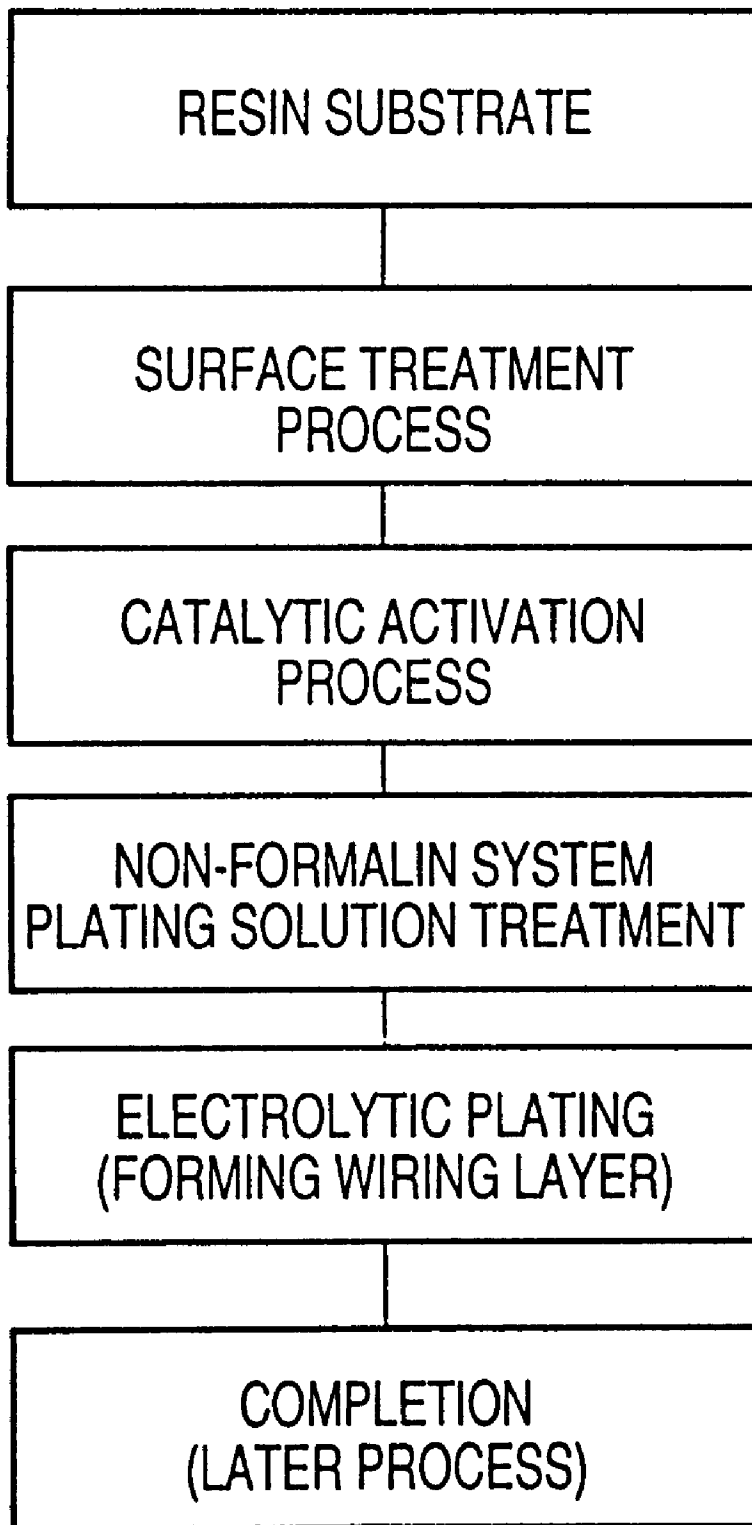 RESIN SUBSTRATE
SURFACE TREATMENT
PROCESS
CATALYTIC ACTIVATION
PROCESS
NON-FORMALIN SYSTEM
PLATING SOLUTION TREATMENT
ELECTROLYTIC PLATING
(FORMING WIRING LAYER)
COMPLETION
(LATER PROCESS)